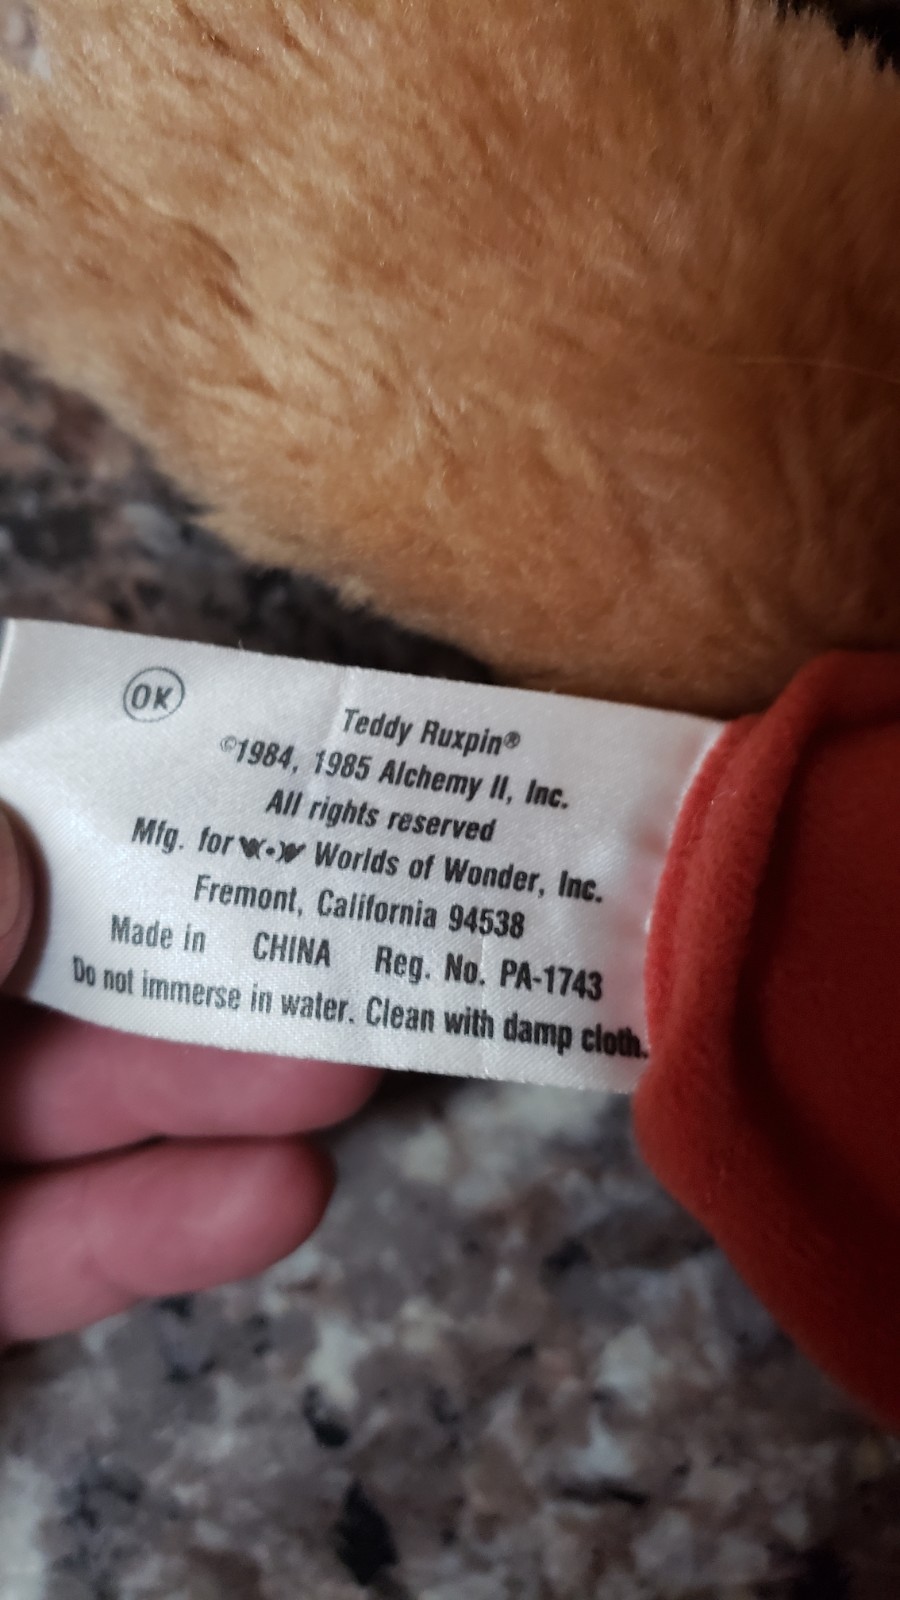 OK
Teddy Ruxpin®
©1984, 1985 Alchemy II, Inc.
All rights reserved
Mfg. for W•W Worlds of Wonder, Inc.
Fremont, California 94538
Made in CHINA Reg. No. PA-1743
Do not immerse in water. Clean with damp cloth.